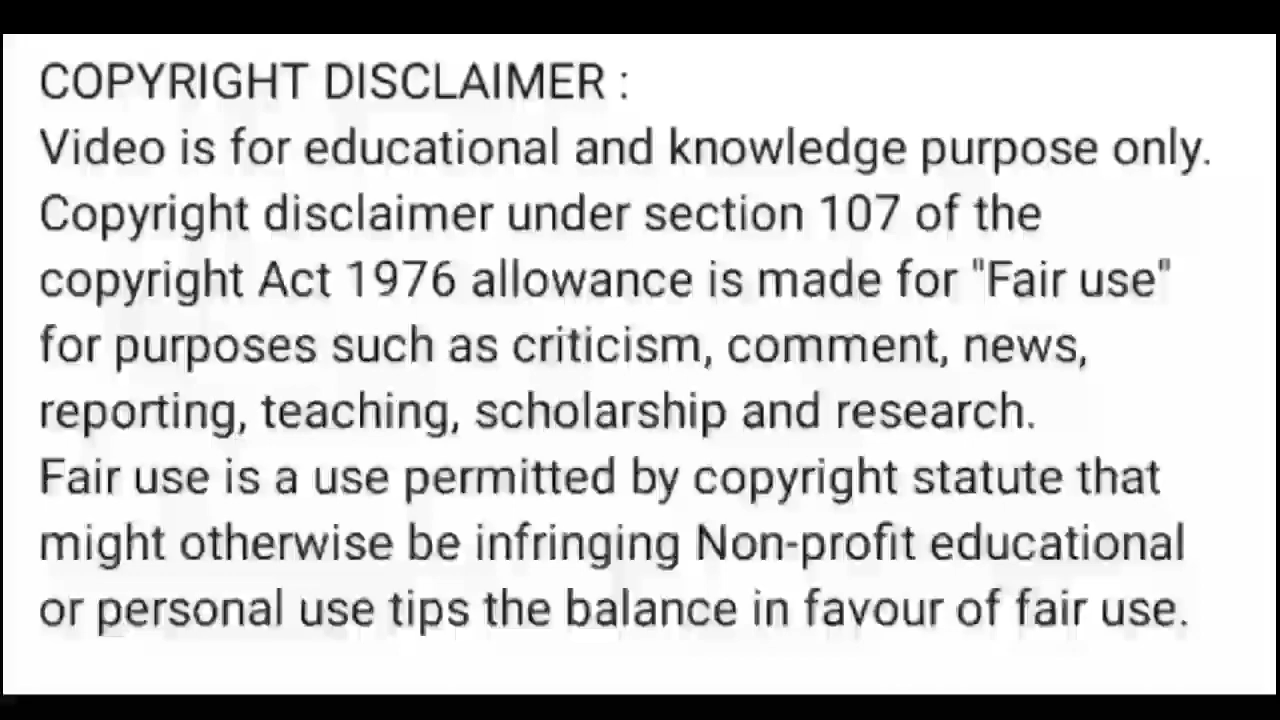 COPYRIGHT DISCLAIMER :
Video is for educational and knowledge purpose only.
Copyright disclaimer under section 107 of the
copyright Act 1976 allowance is made for "Fair use"
for purposes such as criticism, comment, news,
reporting, teaching, scholarship and research.
Fair use is a use permitted by copyright statute that
might otherwise be infringing Non-profit educational
or personal use tips the balance in favour of fair use.